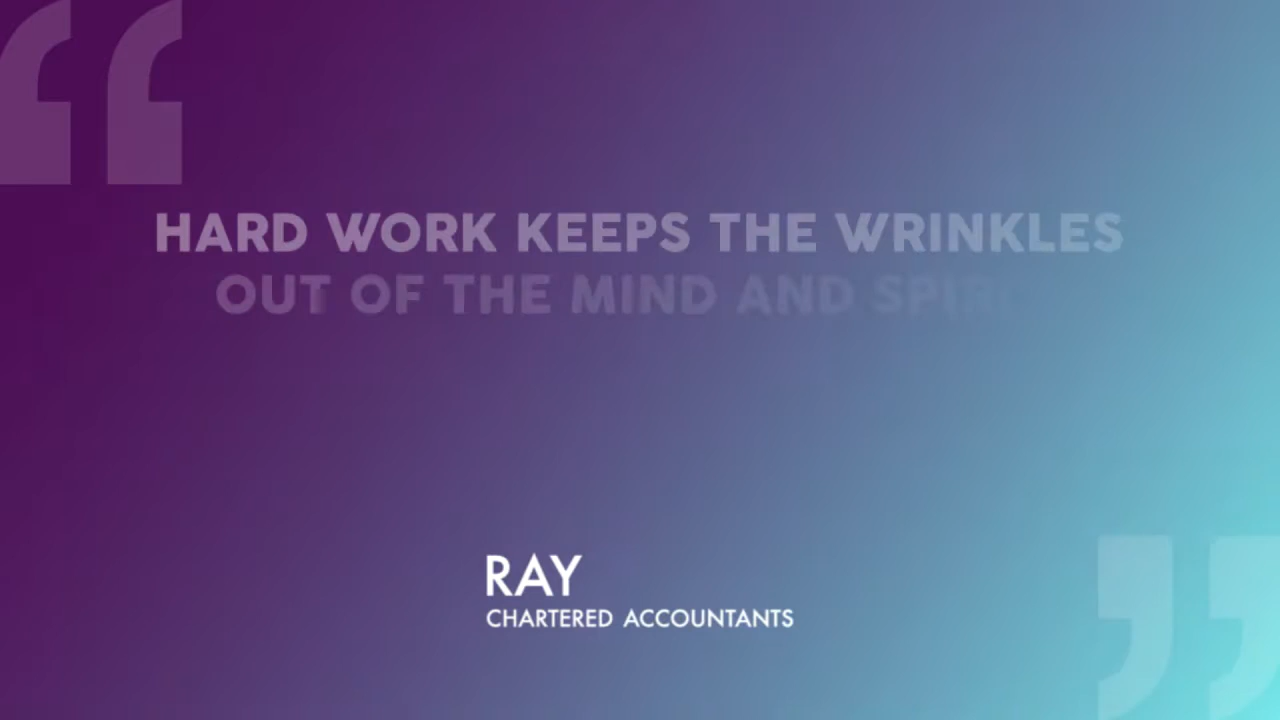 HARD WORK KEEPS THE WRINKLES
OUT OF THE MIND AND
RAY
CHARTERED ACCOUNTANTS